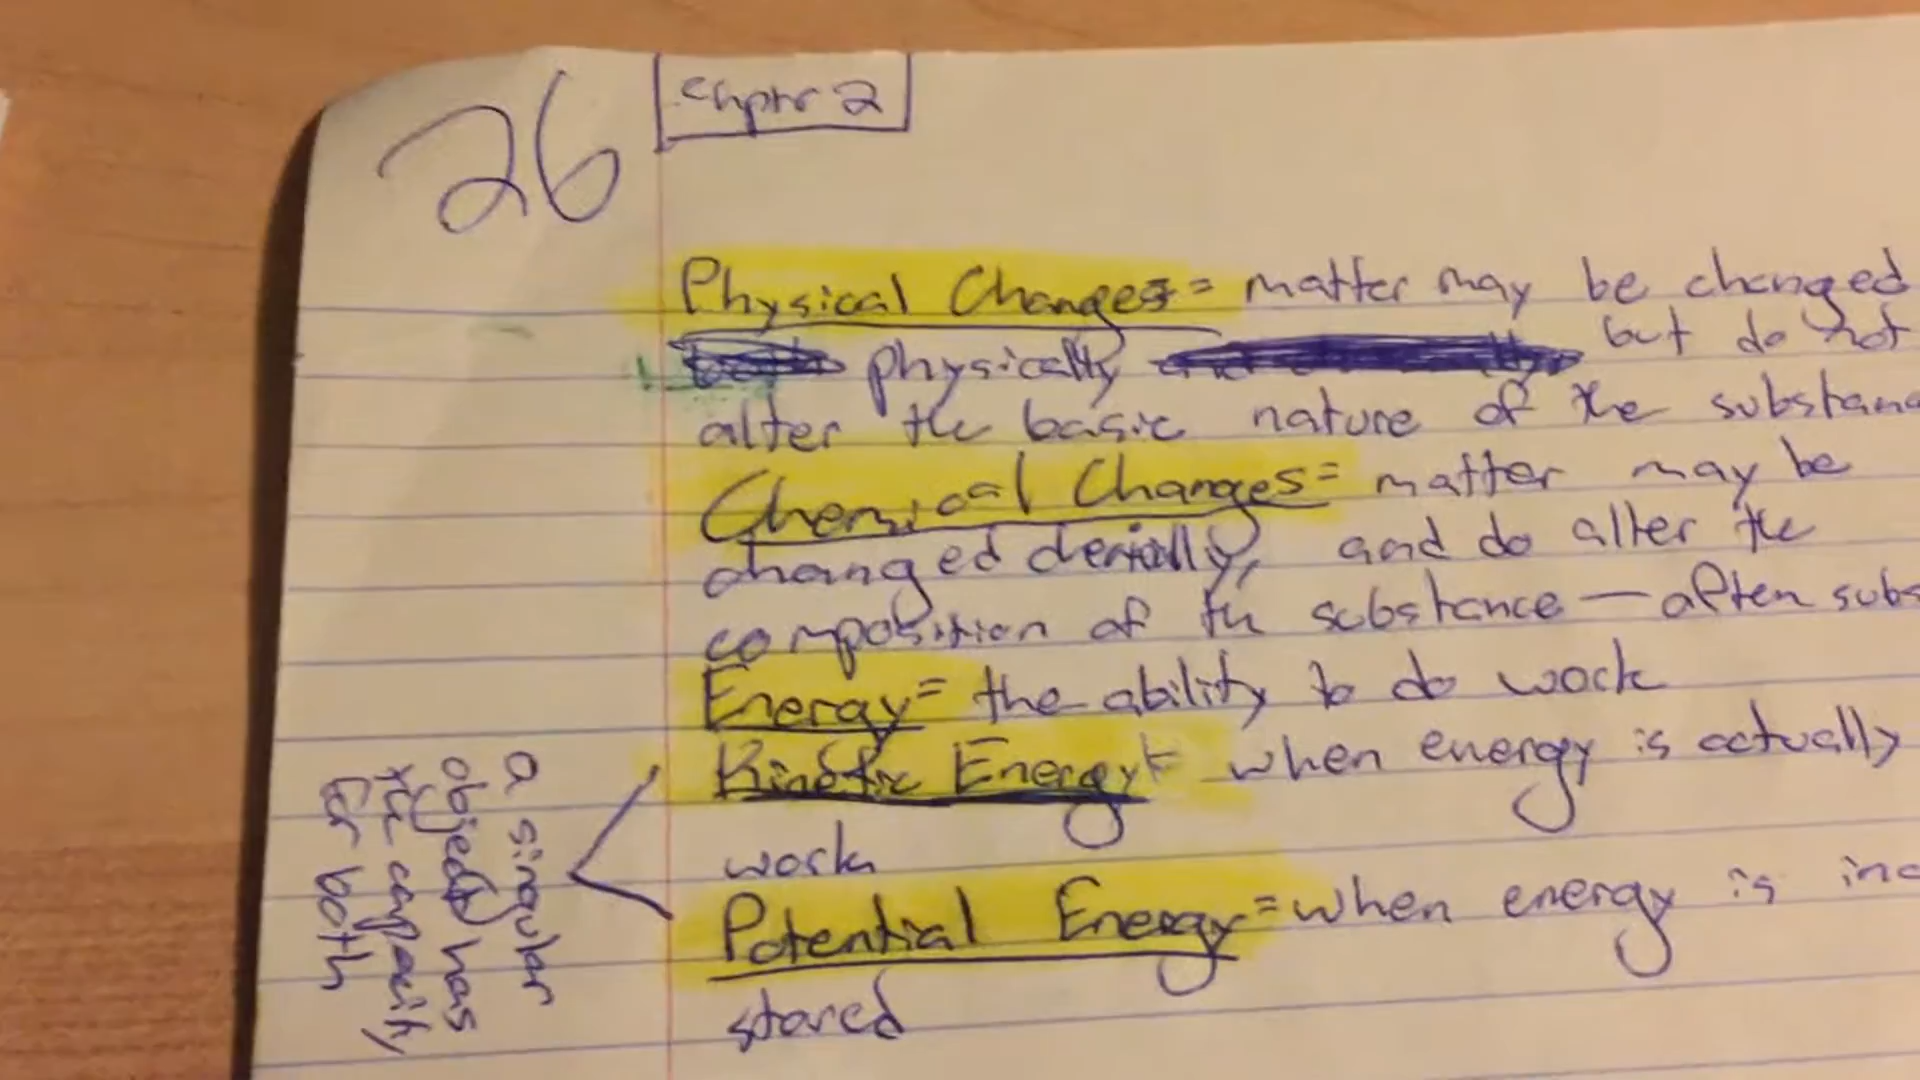 26
Chptr 2
Physical Changes = matter may be changed
physically but do not
alter the basic nature of the substanc
Chemical Changes = matter may be
changed chemically, and do alter the
composition of the substance — often subs
Energy = the ability to do work
Kinetic Energy = when energy is actually
work
Potential Energy = when energy is inc
stored
a singular
object has
the capacity
for both